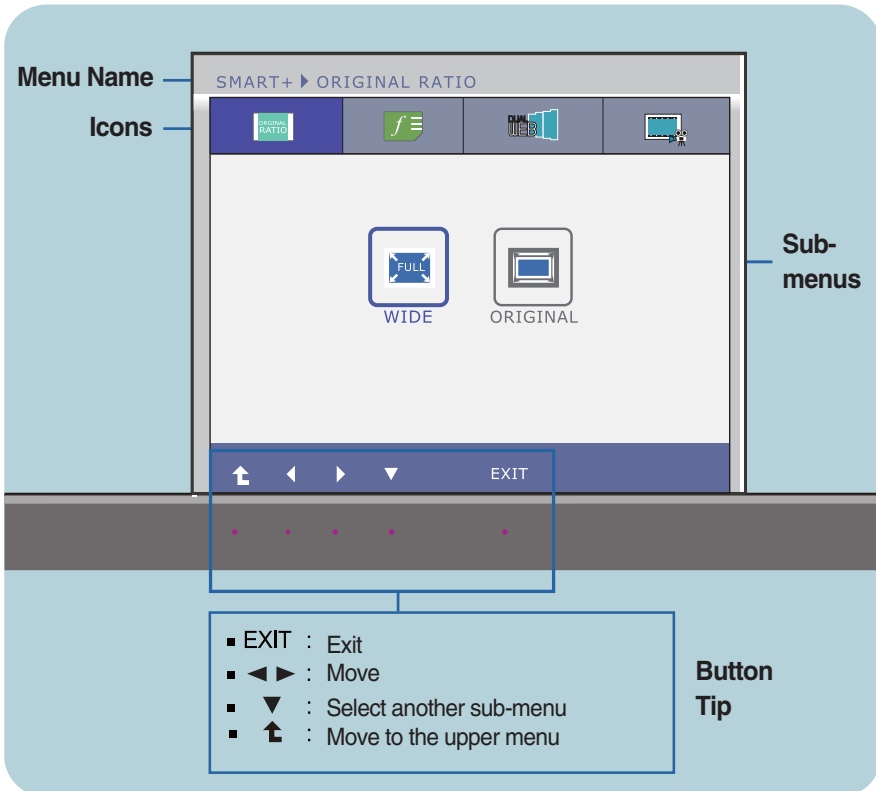 Menu Name
SMART+ ▶ ORIGINAL RATIO
Icons
ORGINAL
RATIO
f
DUAL
WEB
Sub-
menus
FULL
WIDE
ORIGINAL
EXIT
■ EXIT : Exit
■ ◀ ▶ : Move
■ ▼ : Select another sub-menu
■ ↑ : Move to the upper menu
Button
Tip